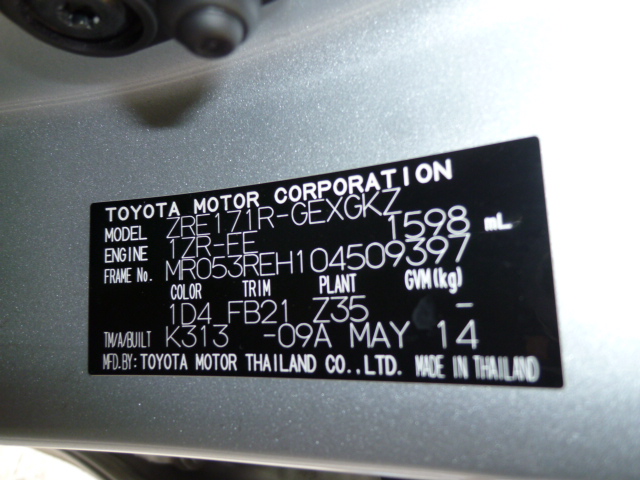 TOYOTA MOTOR CORPORATION
MODEL ZRE171R-GEXGKZ
ENGINE 1ZR-FE 1598 mL
FRAME No. MR053REH104509397
COLOR TRIM PLANT GVM(kg)
1D4 FB21 Z35 -
TM/A/BUILT K313 -09A MAY 14
MFD.BY: TOYOTA MOTOR THAILAND CO.,LTD. MADE IN THAILAND